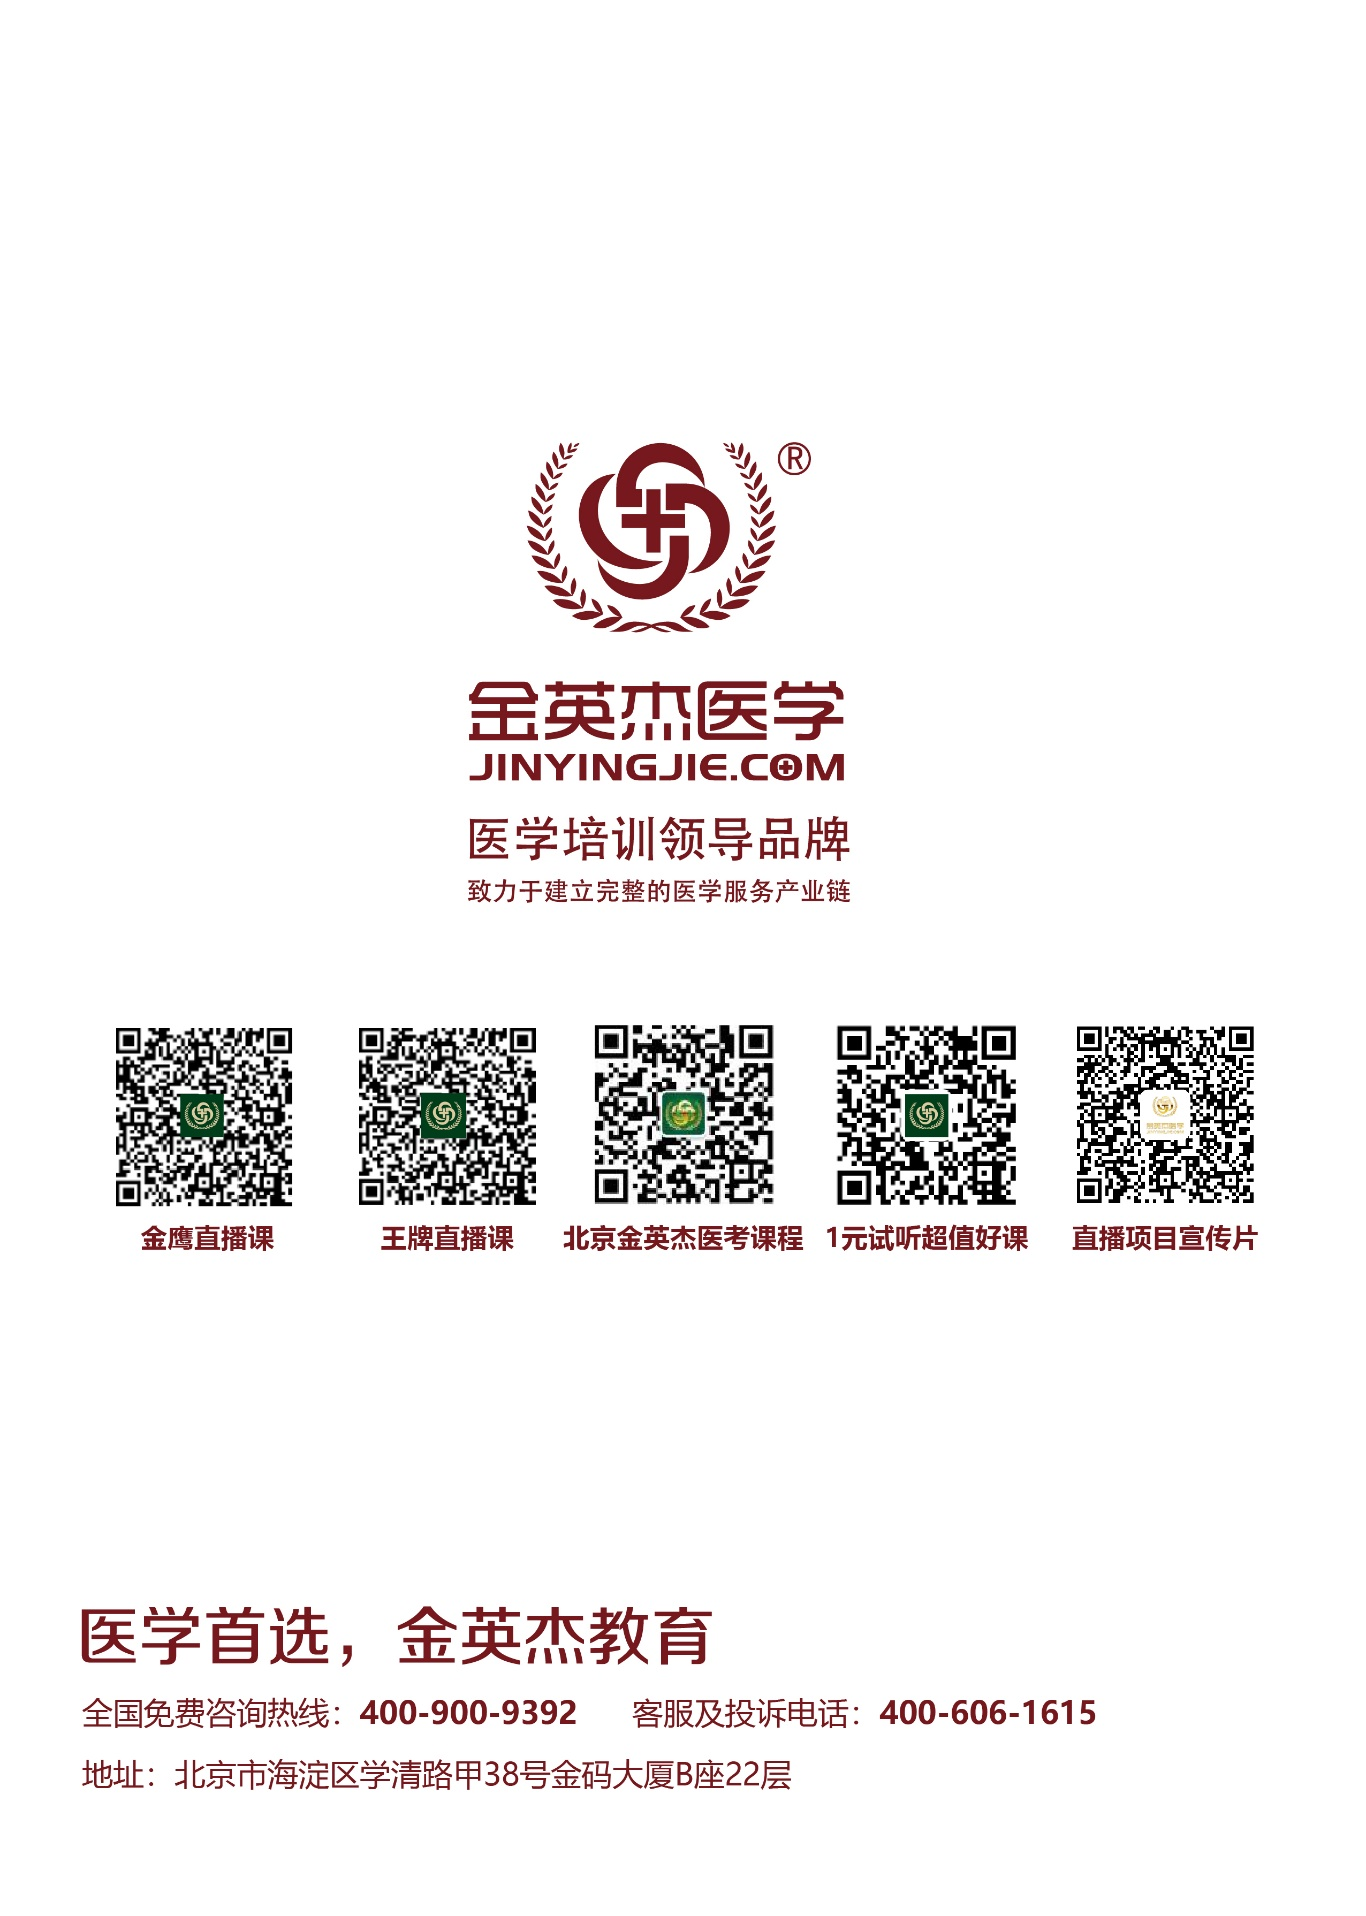 ®
金英杰医学
JINYINGJIE.COM
医学培训领导品牌
致力于建立完整的医学服务产业链
金鹰直播课 王牌直播课 北京金英杰医考课程 1元试听超值好课 直播项目宣传片
医学首选，金英杰教育
全国免费咨询热线：400-900-9392 客服及投诉电话：400-606-1615
地址：北京市海淀区学清路甲38号金码大厦B座22层